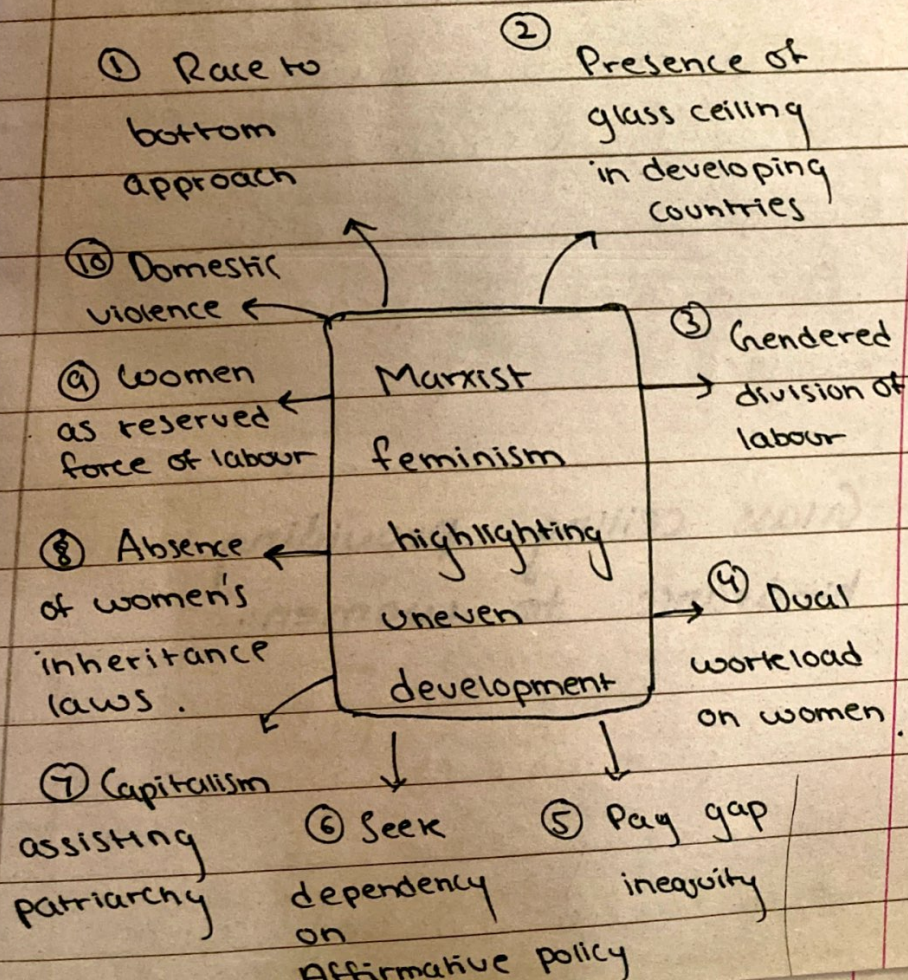 ① Race to
bottom
approach
② Presence of
glass ceiling
in developing
countries
Marxist
feminism
highlighting
uneven
development
③ Gendered
division of
labour
④ Dual
workload
on women.
⑤ Pay gap
inequity
⑥ Seek
dependency
on
Affirmative policy
⑦ Capitalism
assisting
patriarchy
⑧ Absence
of women's
inheritance
laws.
⑨ Women
as reserved
force of labour
⑩ Domestic
violence